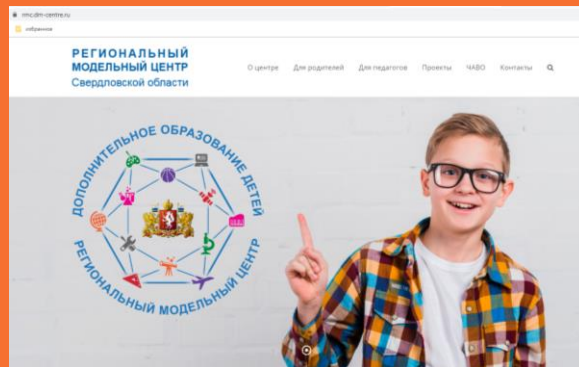 rmc.dm-centre.ru
избранное
РЕГИОНАЛЬНЫЙ
МОДЕЛЬНЫЙ ЦЕНТР
Свердловской области
О центре Для родителей Для педагогов Проекты ЧАВО Контакты
ДОПОЛНИТЕЛЬНОЕ ОБРАЗОВАНИЕ ДЕТЕЙ
РЕГИОНАЛЬНЫЙ МОДЕЛЬНЫЙ ЦЕНТР